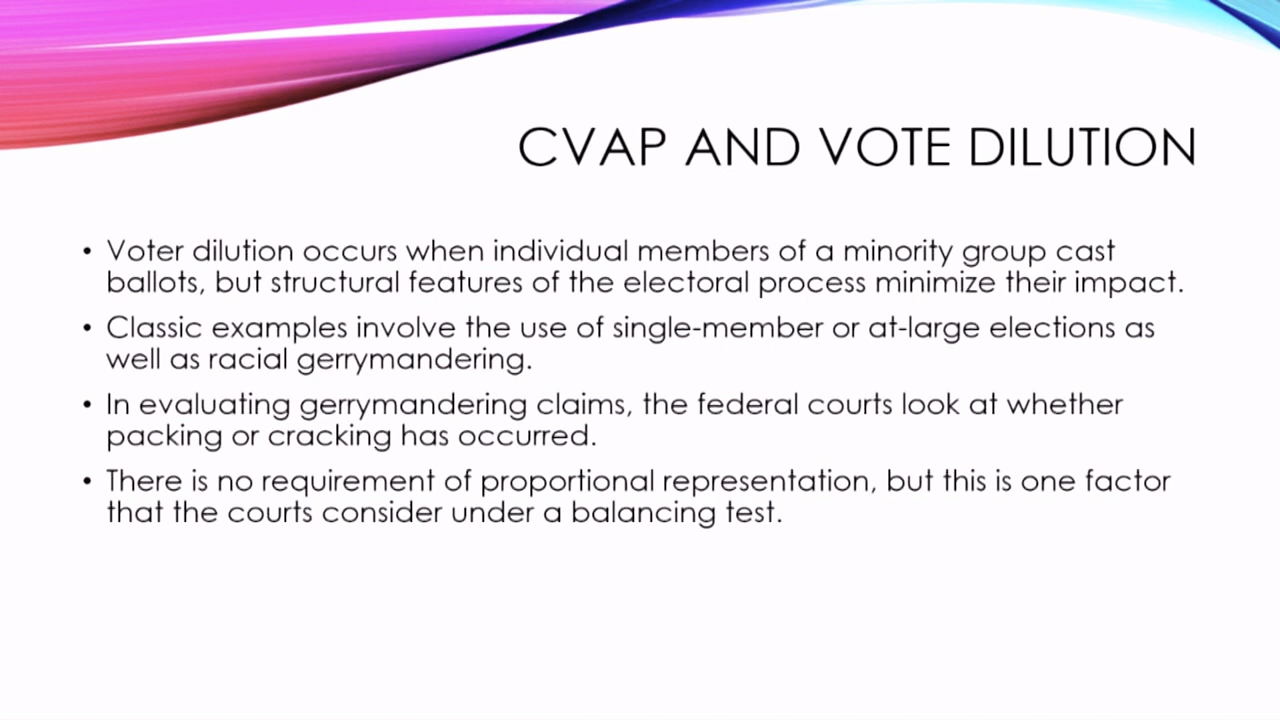 CVAP AND VOTE DILUTION
• Voter dilution occurs when individual members of a minority group cast
ballots, but structural features of the electoral process minimize their impact.
• Classic examples involve the use of single-member or at-large elections as
well as racial gerrymandering.
• In evaluating gerrymandering claims, the federal courts look at whether
packing or cracking has occurred.
• There is no requirement of proportional representation, but this is one factor
that the courts consider under a balancing test.